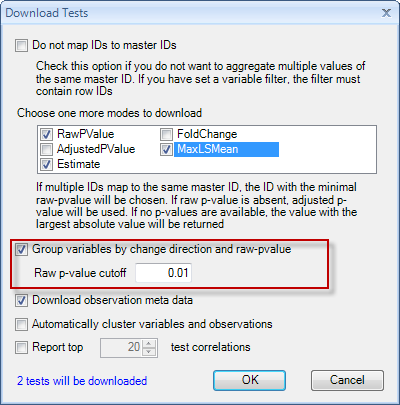 Download Tests
Do not map IDs to master IDs
Check this option if you do not want to aggregate multiple values of
the same master ID. If you have set a variable filter, the filter must
contain row IDs
Choose one more modes to download
RawPValue
FoldChange
AdjustedPValue
MaxLSMean
Estimate
If multiple IDs map to the same master ID, the ID with the minimal
raw-pvalue will be chosen. If raw p-value is absent, adjusted p-
value will be used. If no p-values are available, the value with the
largest absolute value will be returned
Group variables by change direction and raw-pvalue
Raw p-value cutoff 0.01
Download observation meta data
Automatically cluster variables and observations
Report top 20 test correlations
2 tests will be downloaded
OK
Cancel